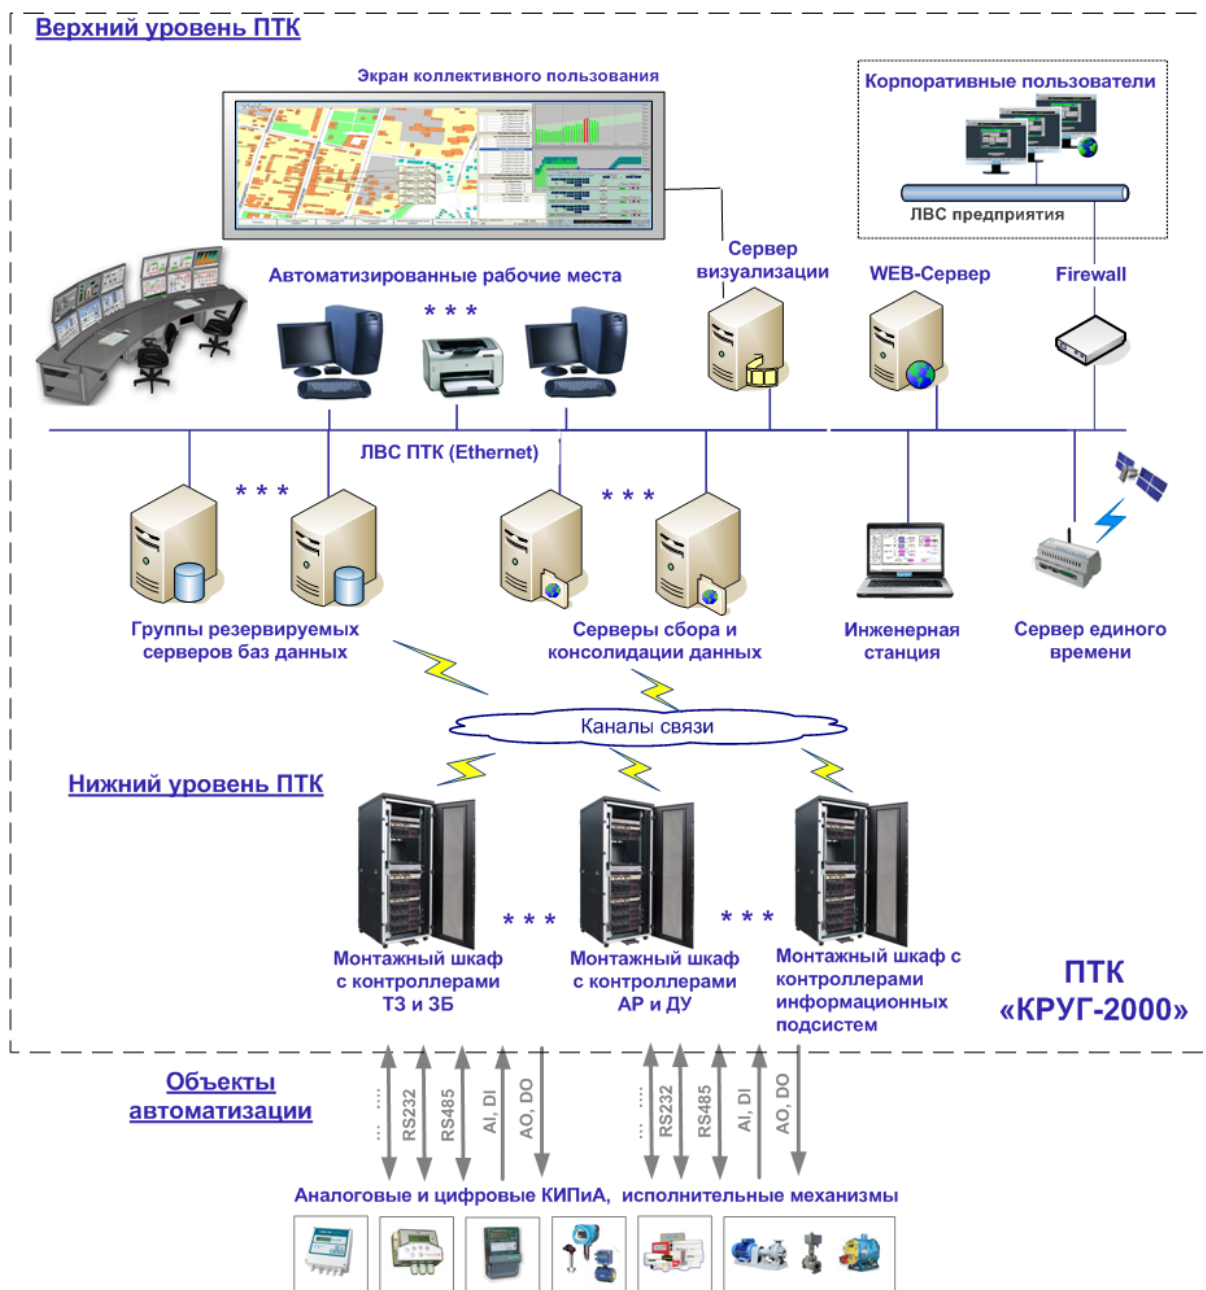 Верхний уровень ПТК
Экран коллективного пользования
Корпоративные пользователи
ЛВС предприятия
Автоматизированные рабочие места
* * *
Сервер
визуализации
WEB-Сервер
Firewall
ЛВС ПТК (Ethernet)
* * *
* * *
Группы резервируемых
серверов баз данных
Серверы сбора и
консолидации данных
Инженерная
станция
Сервер единого
времени
Каналы связи
Нижний уровень ПТК
* * *
* * *
Монтажный шкаф
с контроллерами
ТЗ и ЗБ
Монтажный шкаф
с контроллерами
АР и ДУ
Монтажный шкаф с
контроллерами
информационных
подсистем
ПТК
«КРУГ-2000»
Объекты
автоматизации
... ....
RS232
RS485
AI, DI
AO, DO
... ....
RS232
RS485
AI, DI
AO, DO
Аналоговые и цифровые КИПиА, исполнительные механизмы